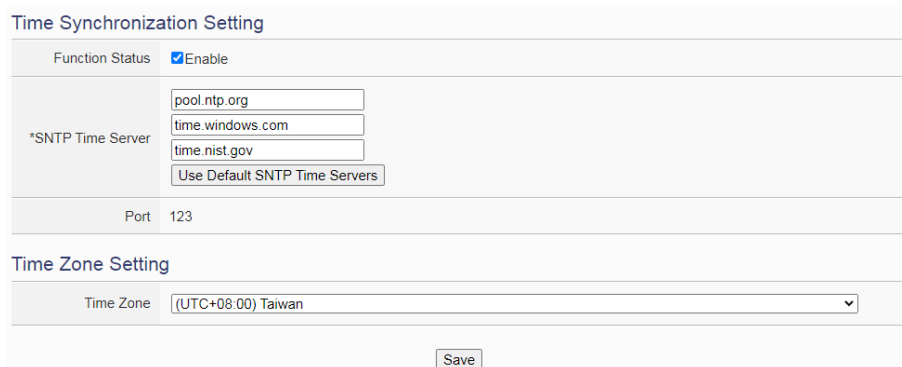 Time Synchronization Setting
Function Status Enable
*SNTP Time Server
pool.ntp.org
time.windows.com
time.nist.gov
Use Default SNTP Time Servers
Port 123
Time Zone Setting
Time Zone (UTC+08:00) Taiwan
Save